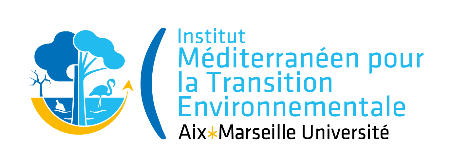 Institut
Méditerranéen pour
la Transition
Environnementale
Aix*Marseille Université